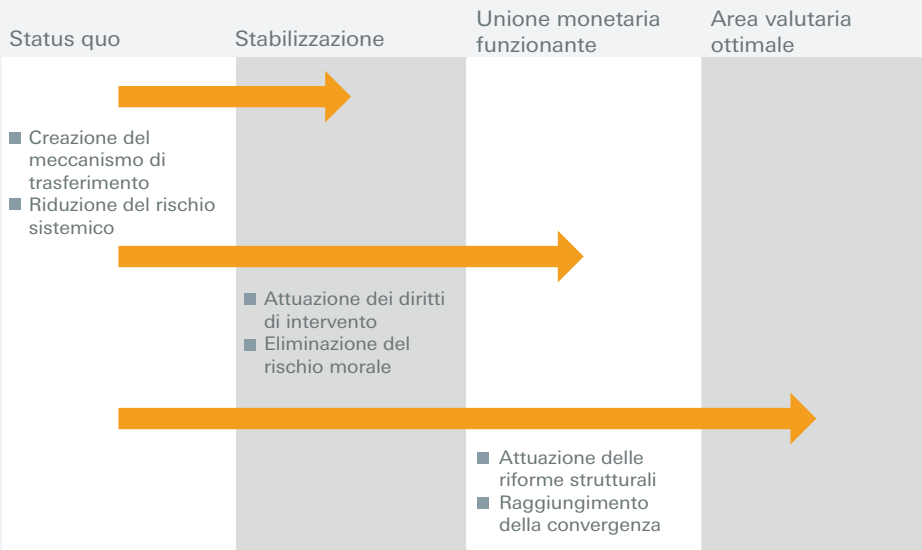 Status quo
Stabilizzazione
Unione monetaria
funzionante
Area valutaria
ottimale
Creazione del
meccanismo di
trasferimento
Riduzione del rischio
sistemico
Attuazione dei diritti
di intervento
Eliminazione del
rischio morale
Attuazione delle
riforme strutturali
Raggiungimento
della convergenza